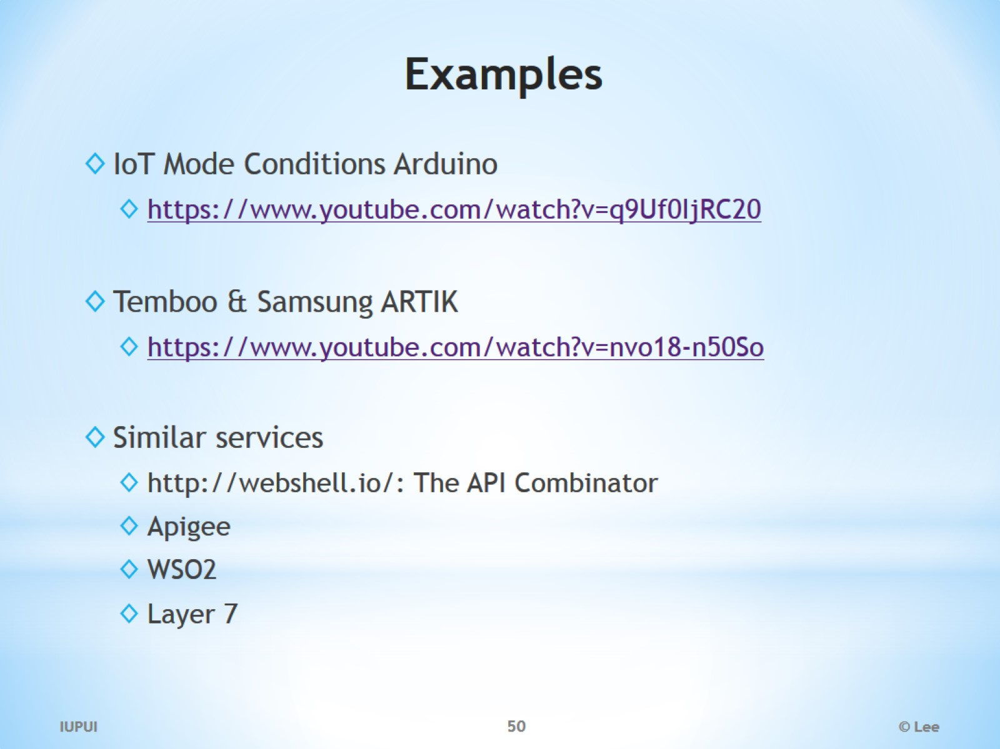 Examples
IoT Mode Conditions Arduino
https://www.youtube.com/watch?v=q9Uf0IjRC20
Temboo & Samsung ARTIK
https://www.youtube.com/watch?v=nvo18-n50So
Similar services
http://webshell.io/: The API Combinator
Apigee
WSO2
Layer 7
IUPUI
50
© Lee